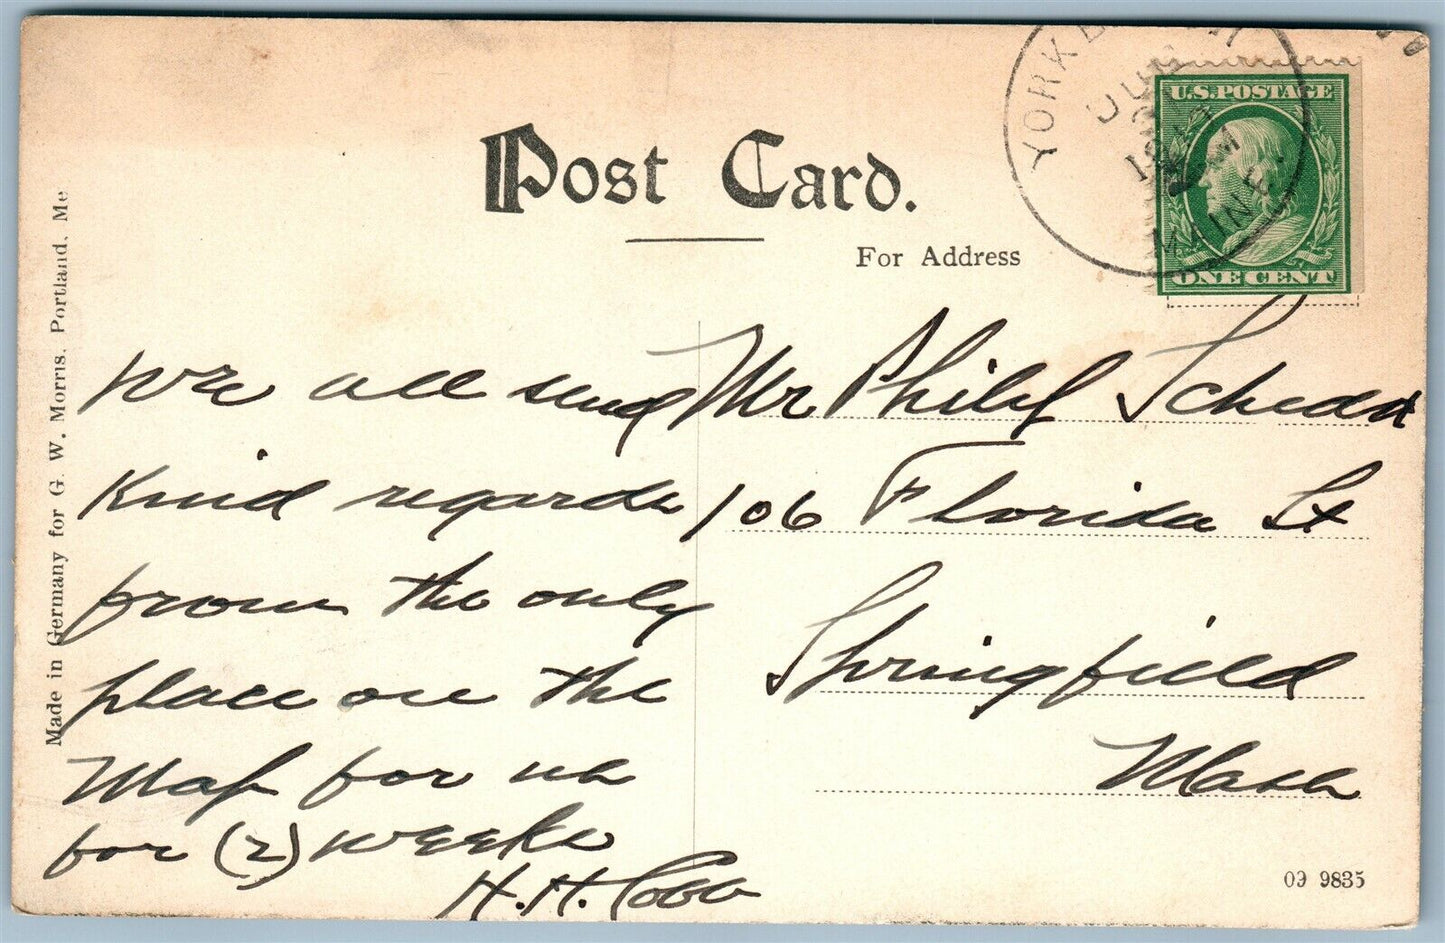 Post Card.
For Address
Made in Germany for G. W. Morris, Portland, Me
U.S. POSTAGE
ONE CENT
YORK
MAINE.
We all send
Kind regards
from the only
place on the
Map for us
for (2) weeks
H. H. Cobb
Mr Philip
106 Florida St
Springfield
Mass
09 9835